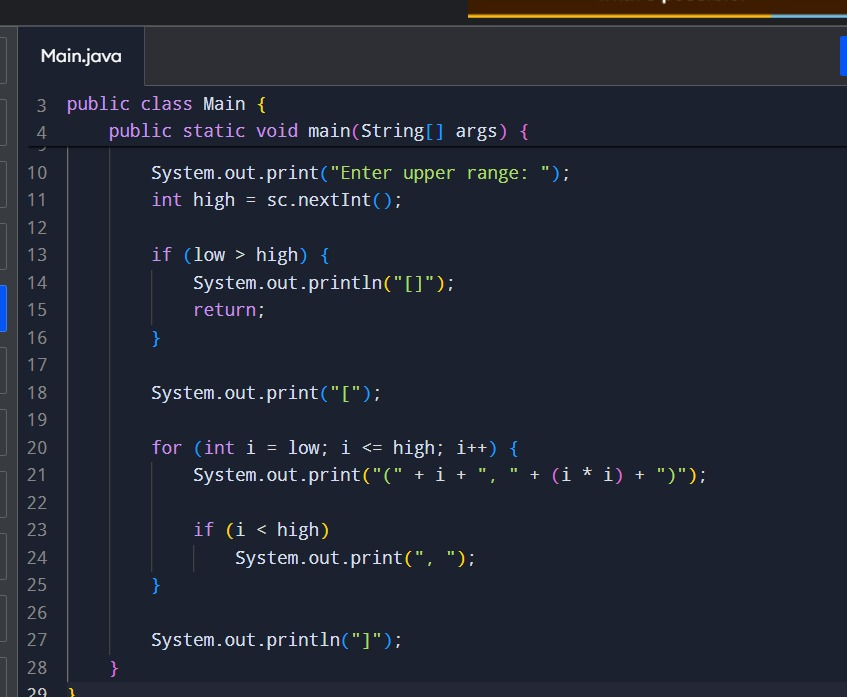 Main.java
3 public class Main {
4 public static void main(String[] args) {
10 System.out.print("Enter upper range: ");
11 int high = sc.nextInt();
12
13 if (low > high) {
14 System.out.println("[]");
15 return;
16 }
17
18 System.out.print("[");
19
20 for (int i = low; i <= high; i++) {
21 System.out.print("(" + i + ", " + (i * i) + ")");
22
23 if (i < high)
24 System.out.print(", ");
25 }
26
27 System.out.println("]");
28 }
29 }